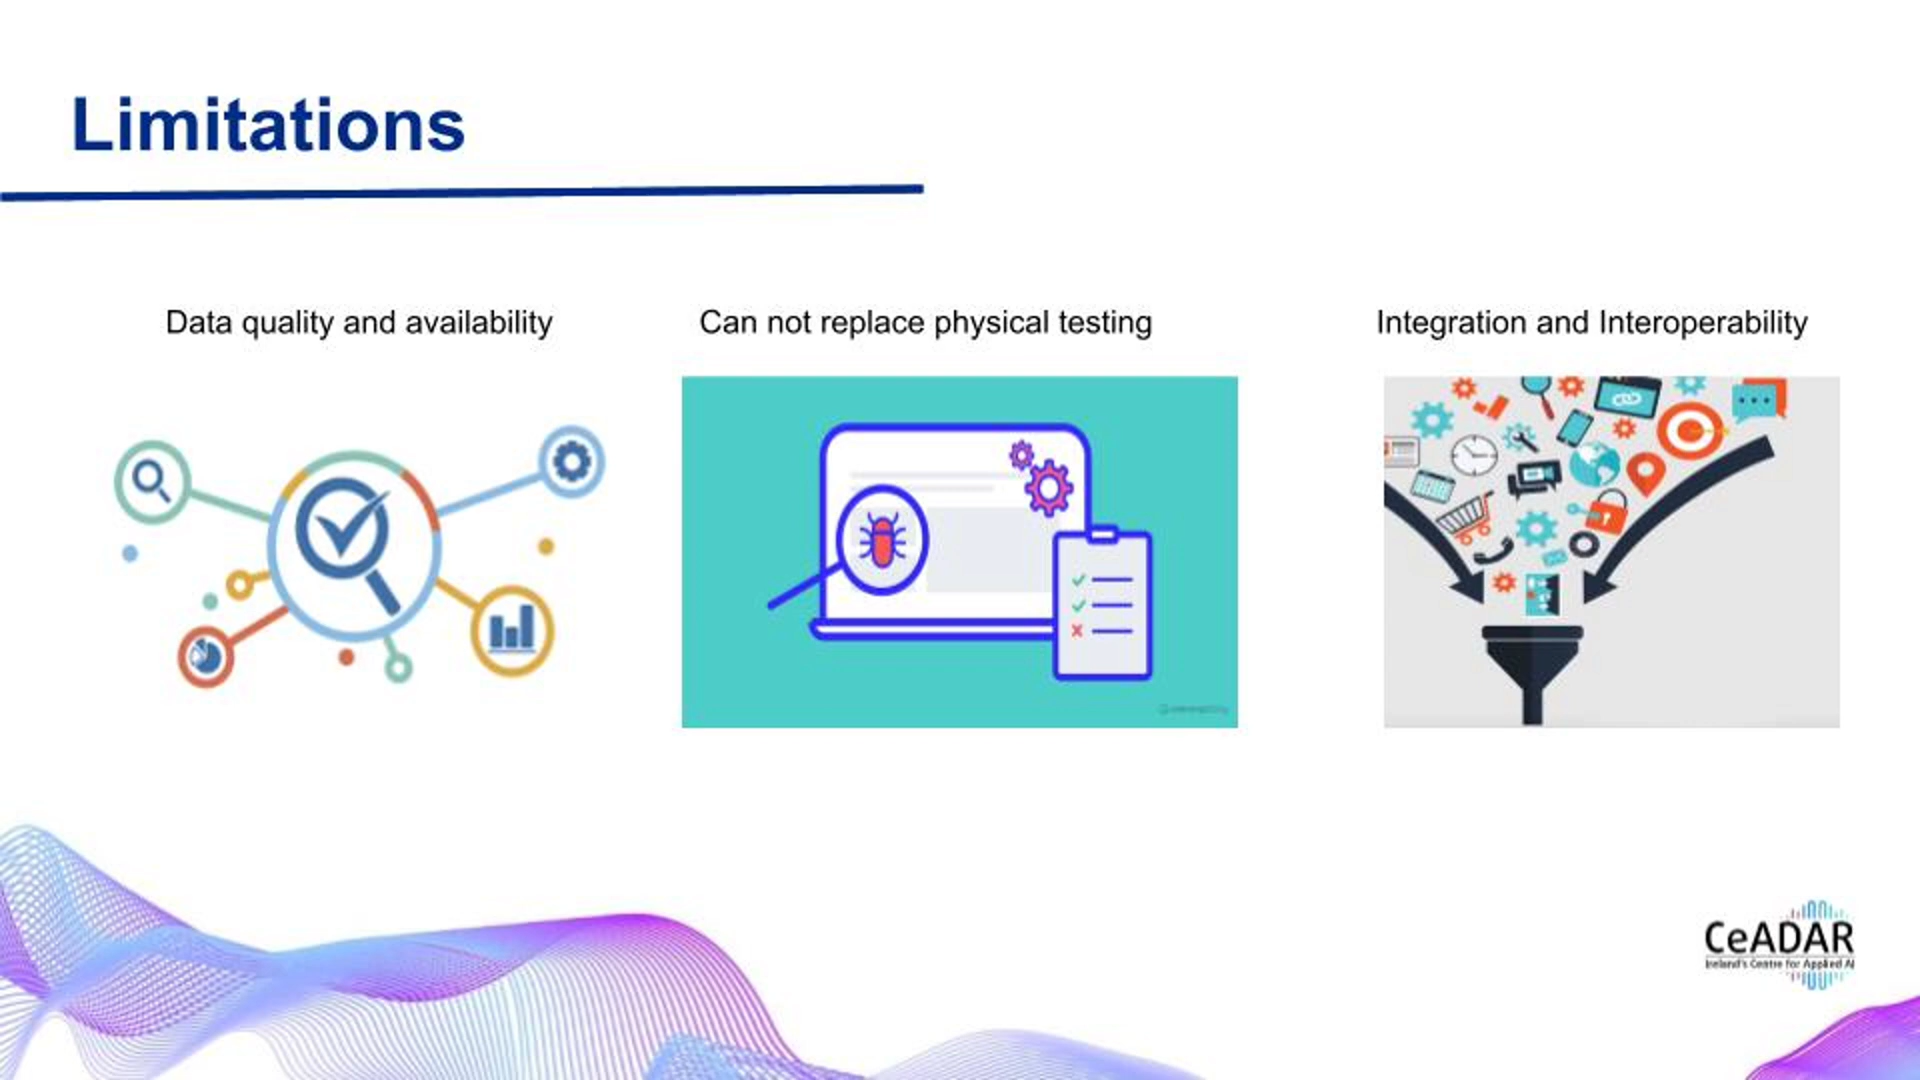 Limitations
Data quality and availability
Can not replace physical testing
Integration and Interoperability
CeADAR
Ireland's Centre for Applied AI